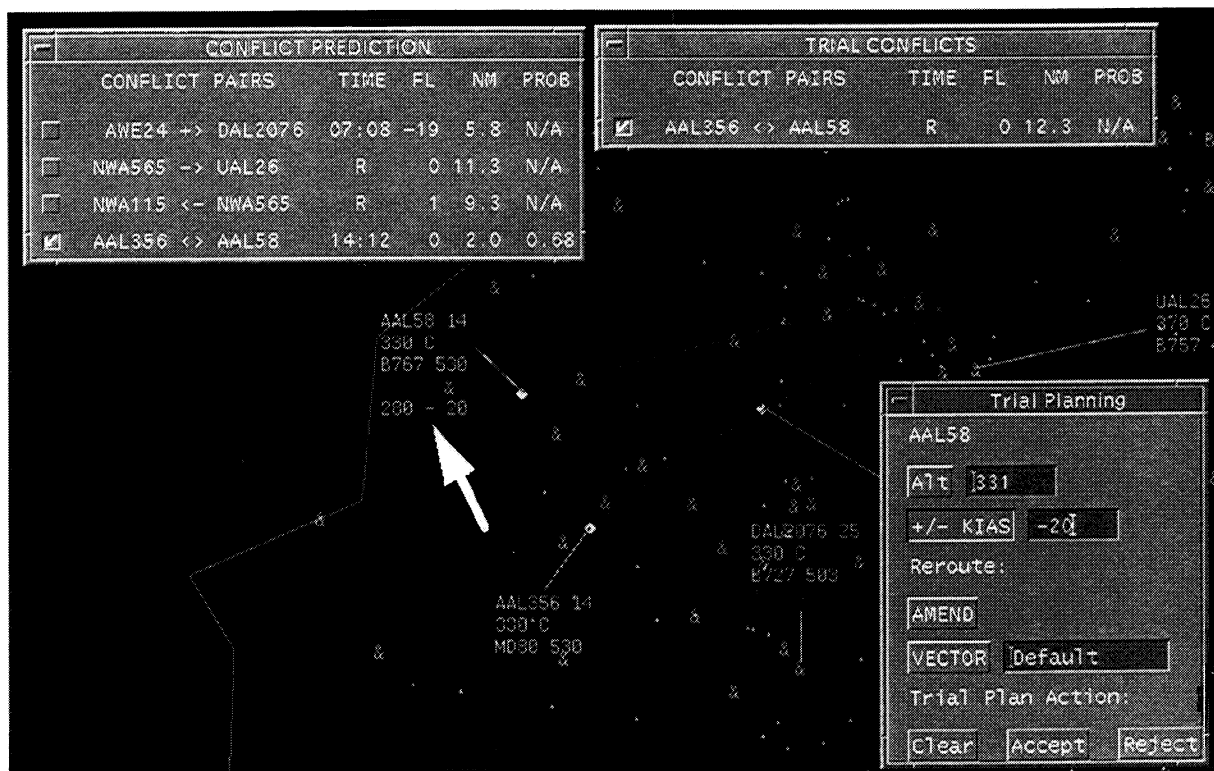 CONFLICT PREDICTION
CONFLICT PAIRS TIME FL NM PROB
AWE24 -> DAL2076 07:08 -19 5.8 N/A
NWA565 -> UAL26 R 0 11.3 N/A
NWA115 <- NWA565 R 1 9.3 N/A
AAL356 <> AAL58 14:12 0 2.0 0.68
TRIAL CONFLICTS
CONFLICT PAIRS TIME FL NM PROB
AAL356 <> AAL58 R 0 12.3 N/A
AAL58 14
330 C
B767 530
280 - 20
UAL26
370 C
B757
AAL356 14
330 C
MD80 530
DAL2076 25
330 C
B727 503
Trial Planning
AAL58
Alt 331
+/- KIAS -20
Reroute:
AMEND
VECTOR Default
Trial Plan Action:
Clear Accept Reject